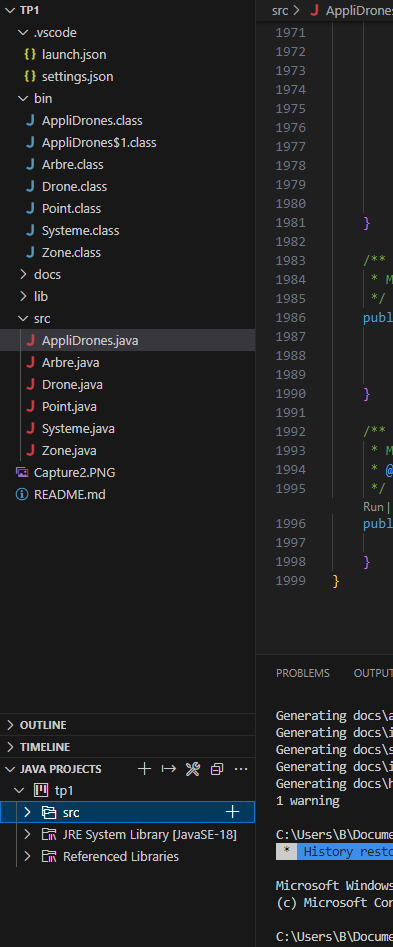 TP1
.vscode
{} launch.json
{} settings.json
bin
J AppliDrones.class
J AppliDrones$1.class
J Arbre.class
J Drone.class
J Point.class
J Systeme.class
J Zone.class
docs
lib
src
J AppliDrones.java
J Arbre.java
J Drone.java
J Point.java
J Systeme.java
J Zone.java
Capture2.PNG
README.md
OUTLINE
TIMELINE
JAVA PROJECTS
tp1
src
JRE System Library [JavaSE-18]
Referenced Libraries
src > J AppliDrones
1971
1972
1973
1974
1975
1976
1977
1978
1979
1980
1981 }
1982
1983 /**
1984 * M
1985 */
1986 publ
1987
1988
1989
1990 }
1991
1992 /**
1993 * M
1994 * @
1995 */
Run |
1996 publ
1997
1998 }
1999 }
PROBLEMS OUTPUT
Generating docs\a
Generating docs\i
Generating docs\s
Generating docs\i
Generating docs\h
1 warning
C:\Users\B\Docume
* History resto
Microsoft Windows
(c) Microsoft Cor
C:\Users\B\Docume